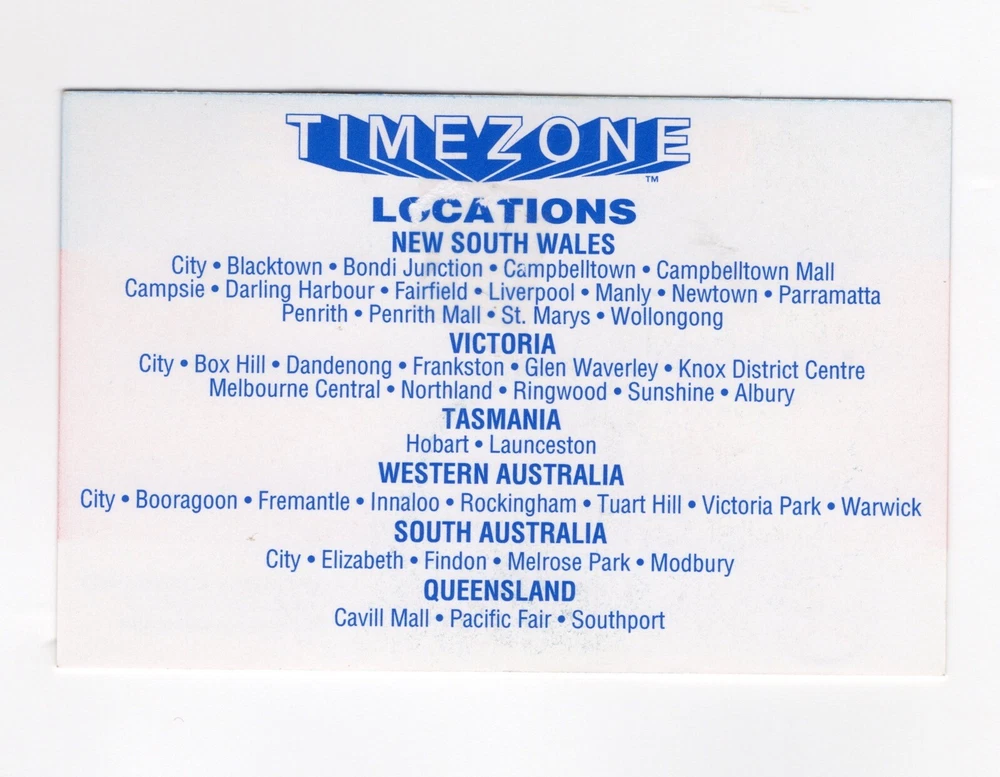 TIMEZONE™
LOCATIONS
NEW SOUTH WALES
City • Blacktown • Bondi Junction • Campbelltown • Campbelltown Mall
Campsie • Darling Harbour • Fairfield • Liverpool • Manly • Newtown • Parramatta
Penrith • Penrith Mall • St. Marys • Wollongong
VICTORIA
City • Box Hill • Dandenong • Frankston • Glen Waverley • Knox District Centre
Melbourne Central • Northland • Ringwood • Sunshine • Albury
TASMANIA
Hobart • Launceston
WESTERN AUSTRALIA
City • Booragoon • Fremantle • Innaloo • Rockingham • Tuart Hill • Victoria Park • Warwick
SOUTH AUSTRALIA
City • Elizabeth • Findon • Melrose Park • Modbury
QUEENSLAND
Cavill Mall • Pacific Fair • Southport